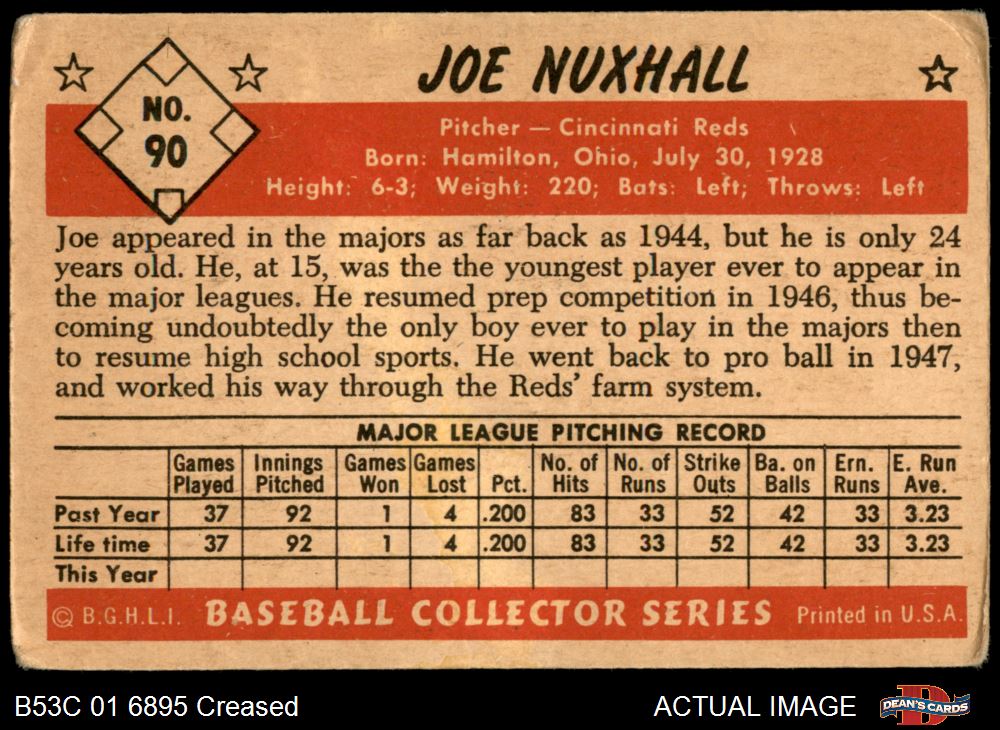 JOE NUXHALL
NO.
90
Pitcher — Cincinnati Reds
Born: Hamilton, Ohio, July 30, 1928
Height: 6-3; Weight: 220; Bats: Left; Throws: Left
Joe appeared in the majors as far back as 1944, but he is only 24
years old. He, at 15, was the the youngest player ever to appear in
the major leagues. He resumed prep competition in 1946, thus be-
coming undoubtedly the only boy ever to play in the majors then
to resume high school sports. He went back to pro ball in 1947,
and worked his way through the Reds' farm system.
MAJOR LEAGUE PITCHING RECORD
Games Played Innings Pitched Games Won Games Lost Pct. No. of Hits No. of Runs Strike Outs Ba. on Balls Ern. Runs E. Run Ave.
Past Year 37 92 1 4 .200 83 33 52 42 33 3.23
Life time 37 92 1 4 .200 83 33 52 42 33 3.23
This Year
© B.G.H.L.I. BASEBALL COLLECTOR SERIES Printed in U.S.A.
B53C 01 6895 Creased ACTUAL IMAGE DEAN'S CARDS